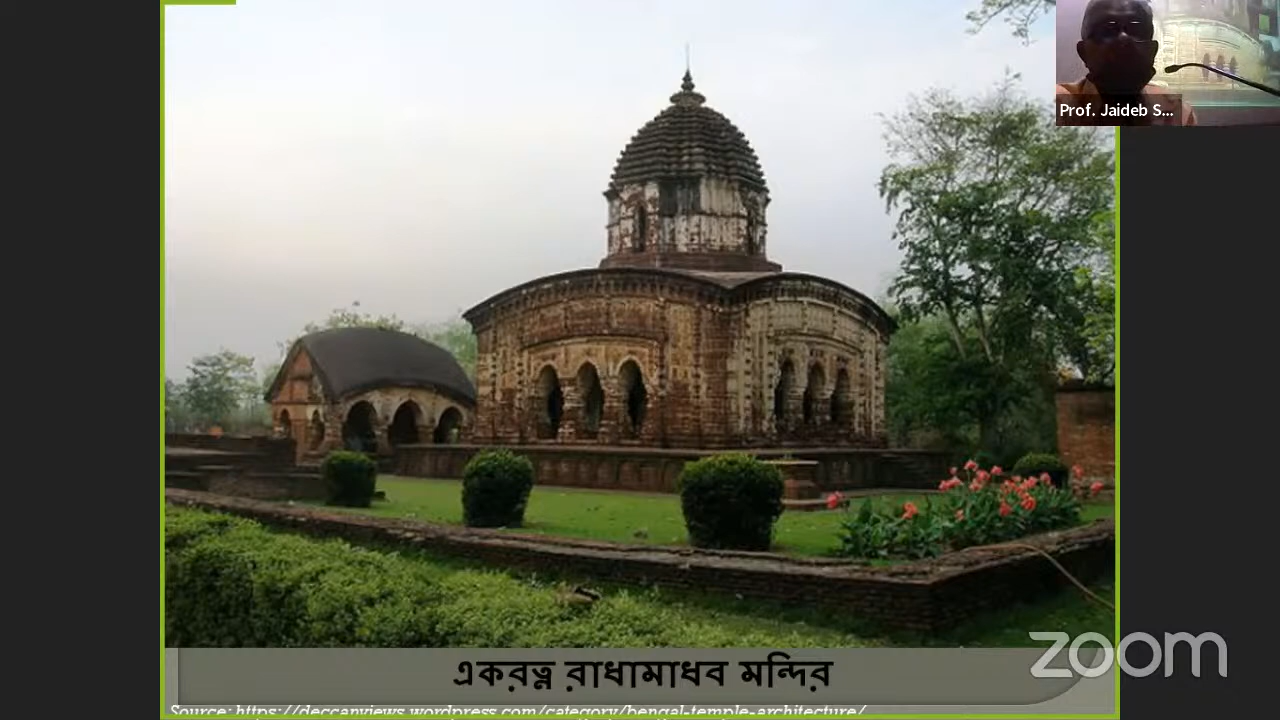 Prof. Jaideb S...
একরত্ন রাধামাধব মন্দির
zoom
Source: https://deccanviews.wordpress.com/category/bengal-temple-architecture/